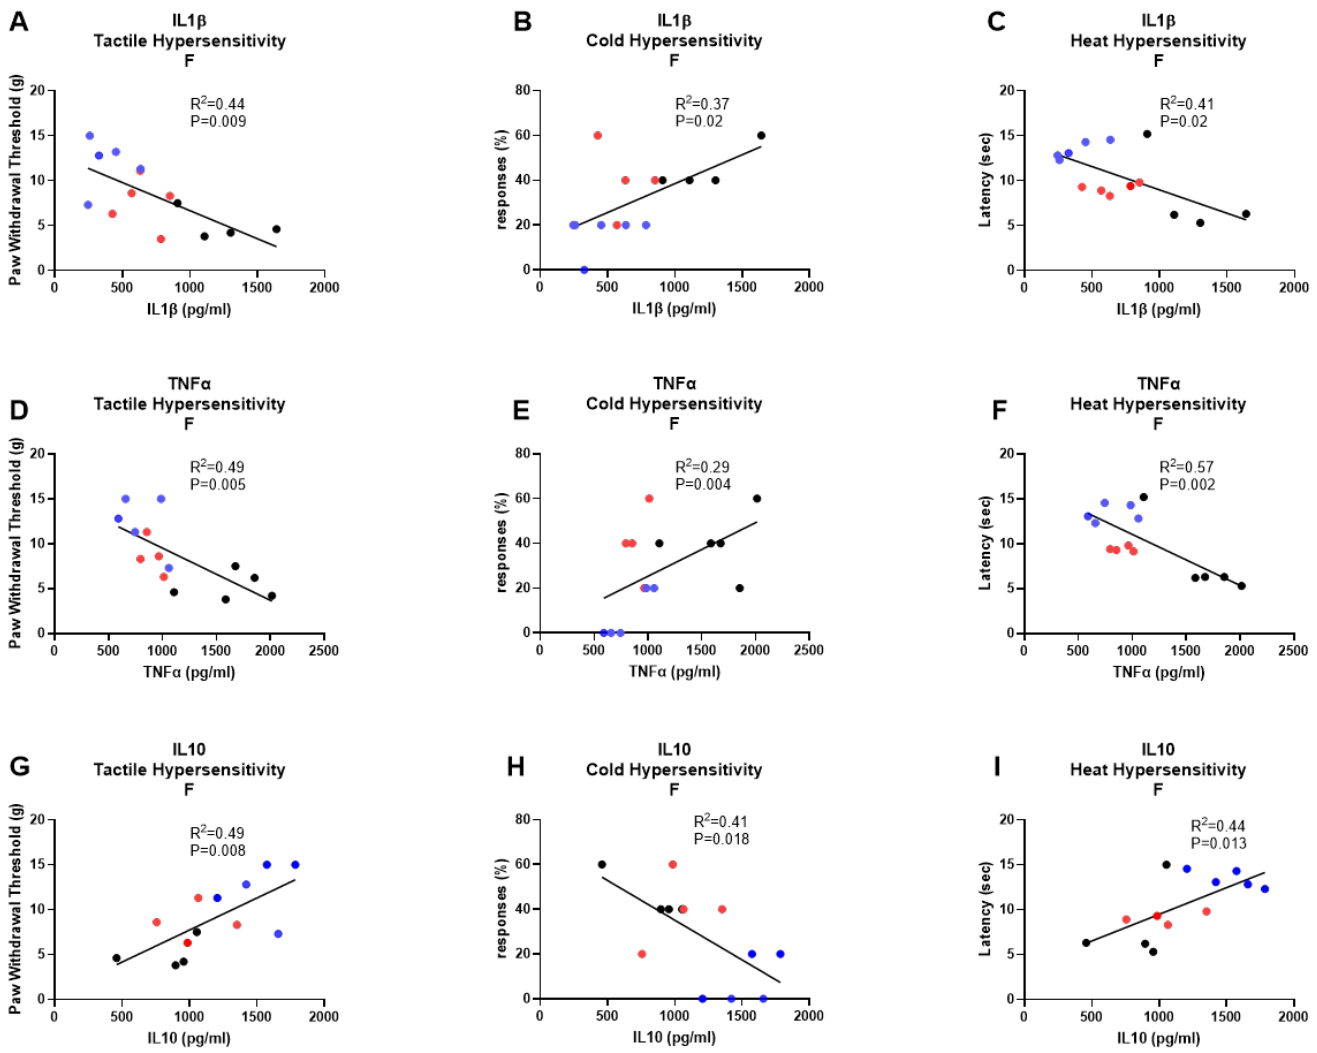 A
IL1β
Tactile Hypersensitivity
F
R²=0.44
P=0.009
Paw Withdrawal Threshold (g)
20
15
10
5
0
0 500 1000 1500 2000
IL1β (pg/ml)
B
IL1β
Cold Hypersensitivity
F
R²=0.37
P=0.02
responses (%)
80
60
40
20
0
0 500 1000 1500 2000
IL1β (pg/ml)
C
IL1β
Heat Hypersensitivity
F
R²=0.41
P=0.02
Latency (sec)
20
15
10
5
0
0 500 1000 1500 2000
IL1β (pg/ml)
D
TNFα
Tactile Hypersensitivity
F
R²=0.49
P=0.005
Paw Withdrawal Threshold (g)
20
15
10
5
0
0 500 1000 1500 2000 2500
TNFα (pg/ml)
E
TNFα
Cold Hypersensitivity
F
R²=0.29
P=0.004
responses (%)
80
60
40
20
0
0 500 1000 1500 2000 2500
TNFα (pg/ml)
F
TNFα
Heat Hypersensitivity
F
R²=0.57
P=0.002
Latency (sec)
20
15
10
5
0
0 500 1000 1500 2000 2500
TNFα (pg/ml)
G
IL10
Tactile Hypersensitivity
F
R²=0.49
P=0.008
Paw Withdrawal Threshold (g)
20
15
10
5
0
0 500 1000 1500 2000
IL10 (pg/ml)
H
IL10
Cold Hypersensitivity
F
R²=0.41
P=0.018
responses (%)
80
60
40
20
0
0 500 1000 1500 2000
IL10 (pg/ml)
I
IL10
Heat Hypersensitivity
F
R²=0.44
P=0.013
Latency (sec)
20
15
10
5
0
0 500 1000 1500 2000
IL10 (pg/ml)